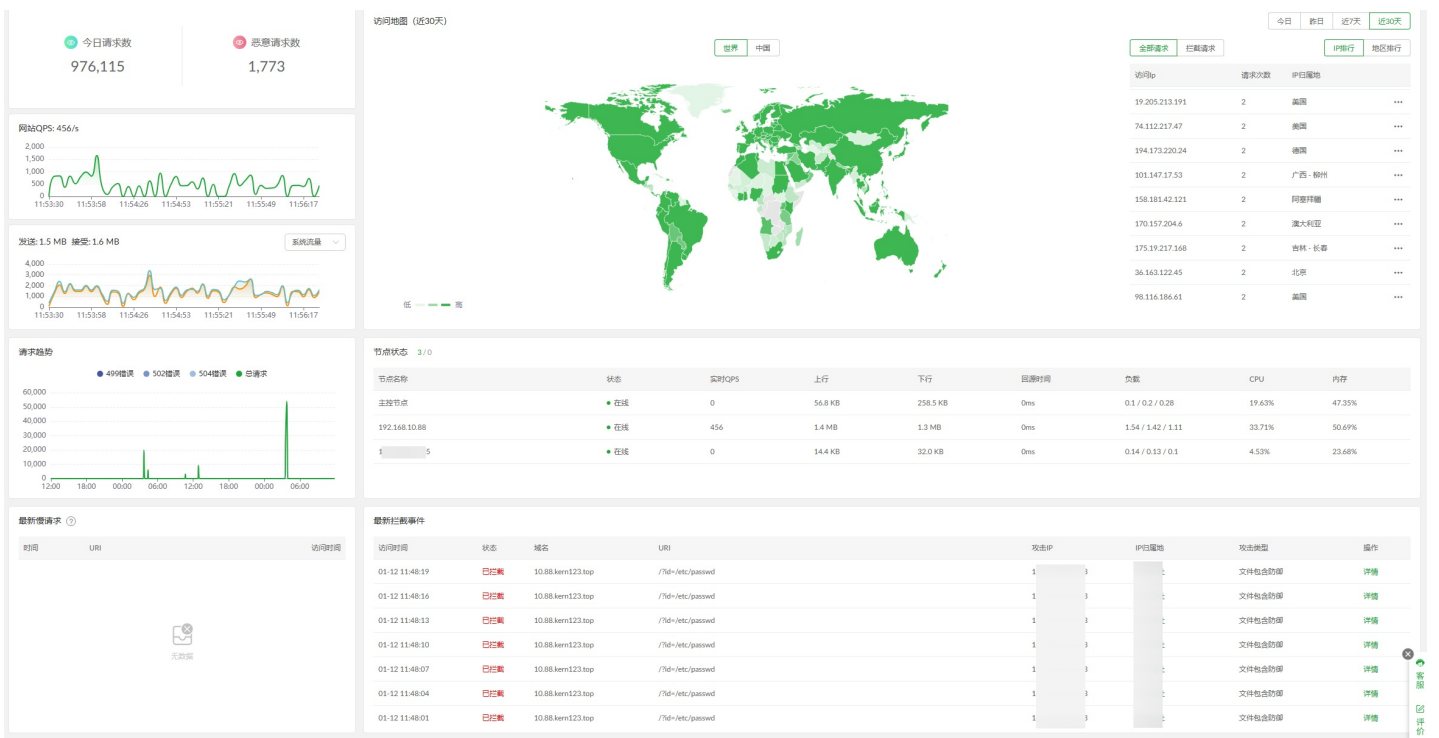 今日请求数 恶意请求数
976,115 1,773
网站QPS: 456/s
2,000
1,500
1,000
500
0
11:53:30 11:53:58 11:54:26 11:54:53 11:55:21 11:55:49 11:56:17
发送: 1.5 MB 接受: 1.6 MB 系统流量
4,000
3,000
2,000
1,000
0
11:53:30 11:53:58 11:54:26 11:54:53 11:55:21 11:55:49 11:56:17
访问地图（近30天） 今日 昨日 近7天 近30天
世界 中国 全部请求 拦截请求 IP排行 地区排行
访问Ip 请求次数 IP归属地
19.205.213.191 2 美国 •••
74.112.217.47 2 美国 •••
194.173.220.24 2 德国 •••
101.147.17.53 2 广西 - 柳州 •••
158.181.42.121 2 阿塞拜疆 •••
170.157.204.6 2 澳大利亚 •••
175.19.217.168 2 吉林 - 长春 •••
36.163.122.45 2 北京 •••
98.116.186.61 2 美国 •••
低 高
请求趋势
499错误 502错误 504错误 总请求
60,000
50,000
40,000
30,000
20,000
10,000
0
12:00 18:00 00:00 06:00 12:00 18:00 00:00 06:00
节点状态 3 / 0
节点名称 状态 实时QPS 上行 下行 回源时间 负载 CPU 内存
主控节点 在线 0 56.8 KB 258.5 KB 0ms 0.1 / 0.2 / 0.28 19.63% 47.35%
192.168.10.88 在线 456 1.4 MB 1.3 MB 0ms 1.54 / 1.42 / 1.11 33.71% 50.69%
1 5 在线 0 14.4 KB 32.0 KB 0ms 0.14 / 0.13 / 0.1 4.53% 23.68%
最新慢请求 ?
时间 URI 访问时间
无数据
最新拦截事件
访问时间 状态 域名 URI 攻击IP IP归属地 攻击类型 操作
01-12 11:48:19 已拦截 10.88.kern123.top /?id=/etc/passwd 1 3 文件包含防御 详情
01-12 11:48:16 已拦截 10.88.kern123.top /?id=/etc/passwd 1 3 文件包含防御 详情
01-12 11:48:13 已拦截 10.88.kern123.top /?id=/etc/passwd 1 3 文件包含防御 详情
01-12 11:48:10 已拦截 10.88.kern123.top /?id=/etc/passwd 1 3 文件包含防御 详情
01-12 11:48:07 已拦截 10.88.kern123.top /?id=/etc/passwd 1 3 文件包含防御 详情
01-12 11:48:04 已拦截 10.88.kern123.top /?id=/etc/passwd 1 3 文件包含防御 详情
01-12 11:48:01 已拦截 10.88.kern123.top /?id=/etc/passwd 1 3 文件包含防御 详情
客服
评价